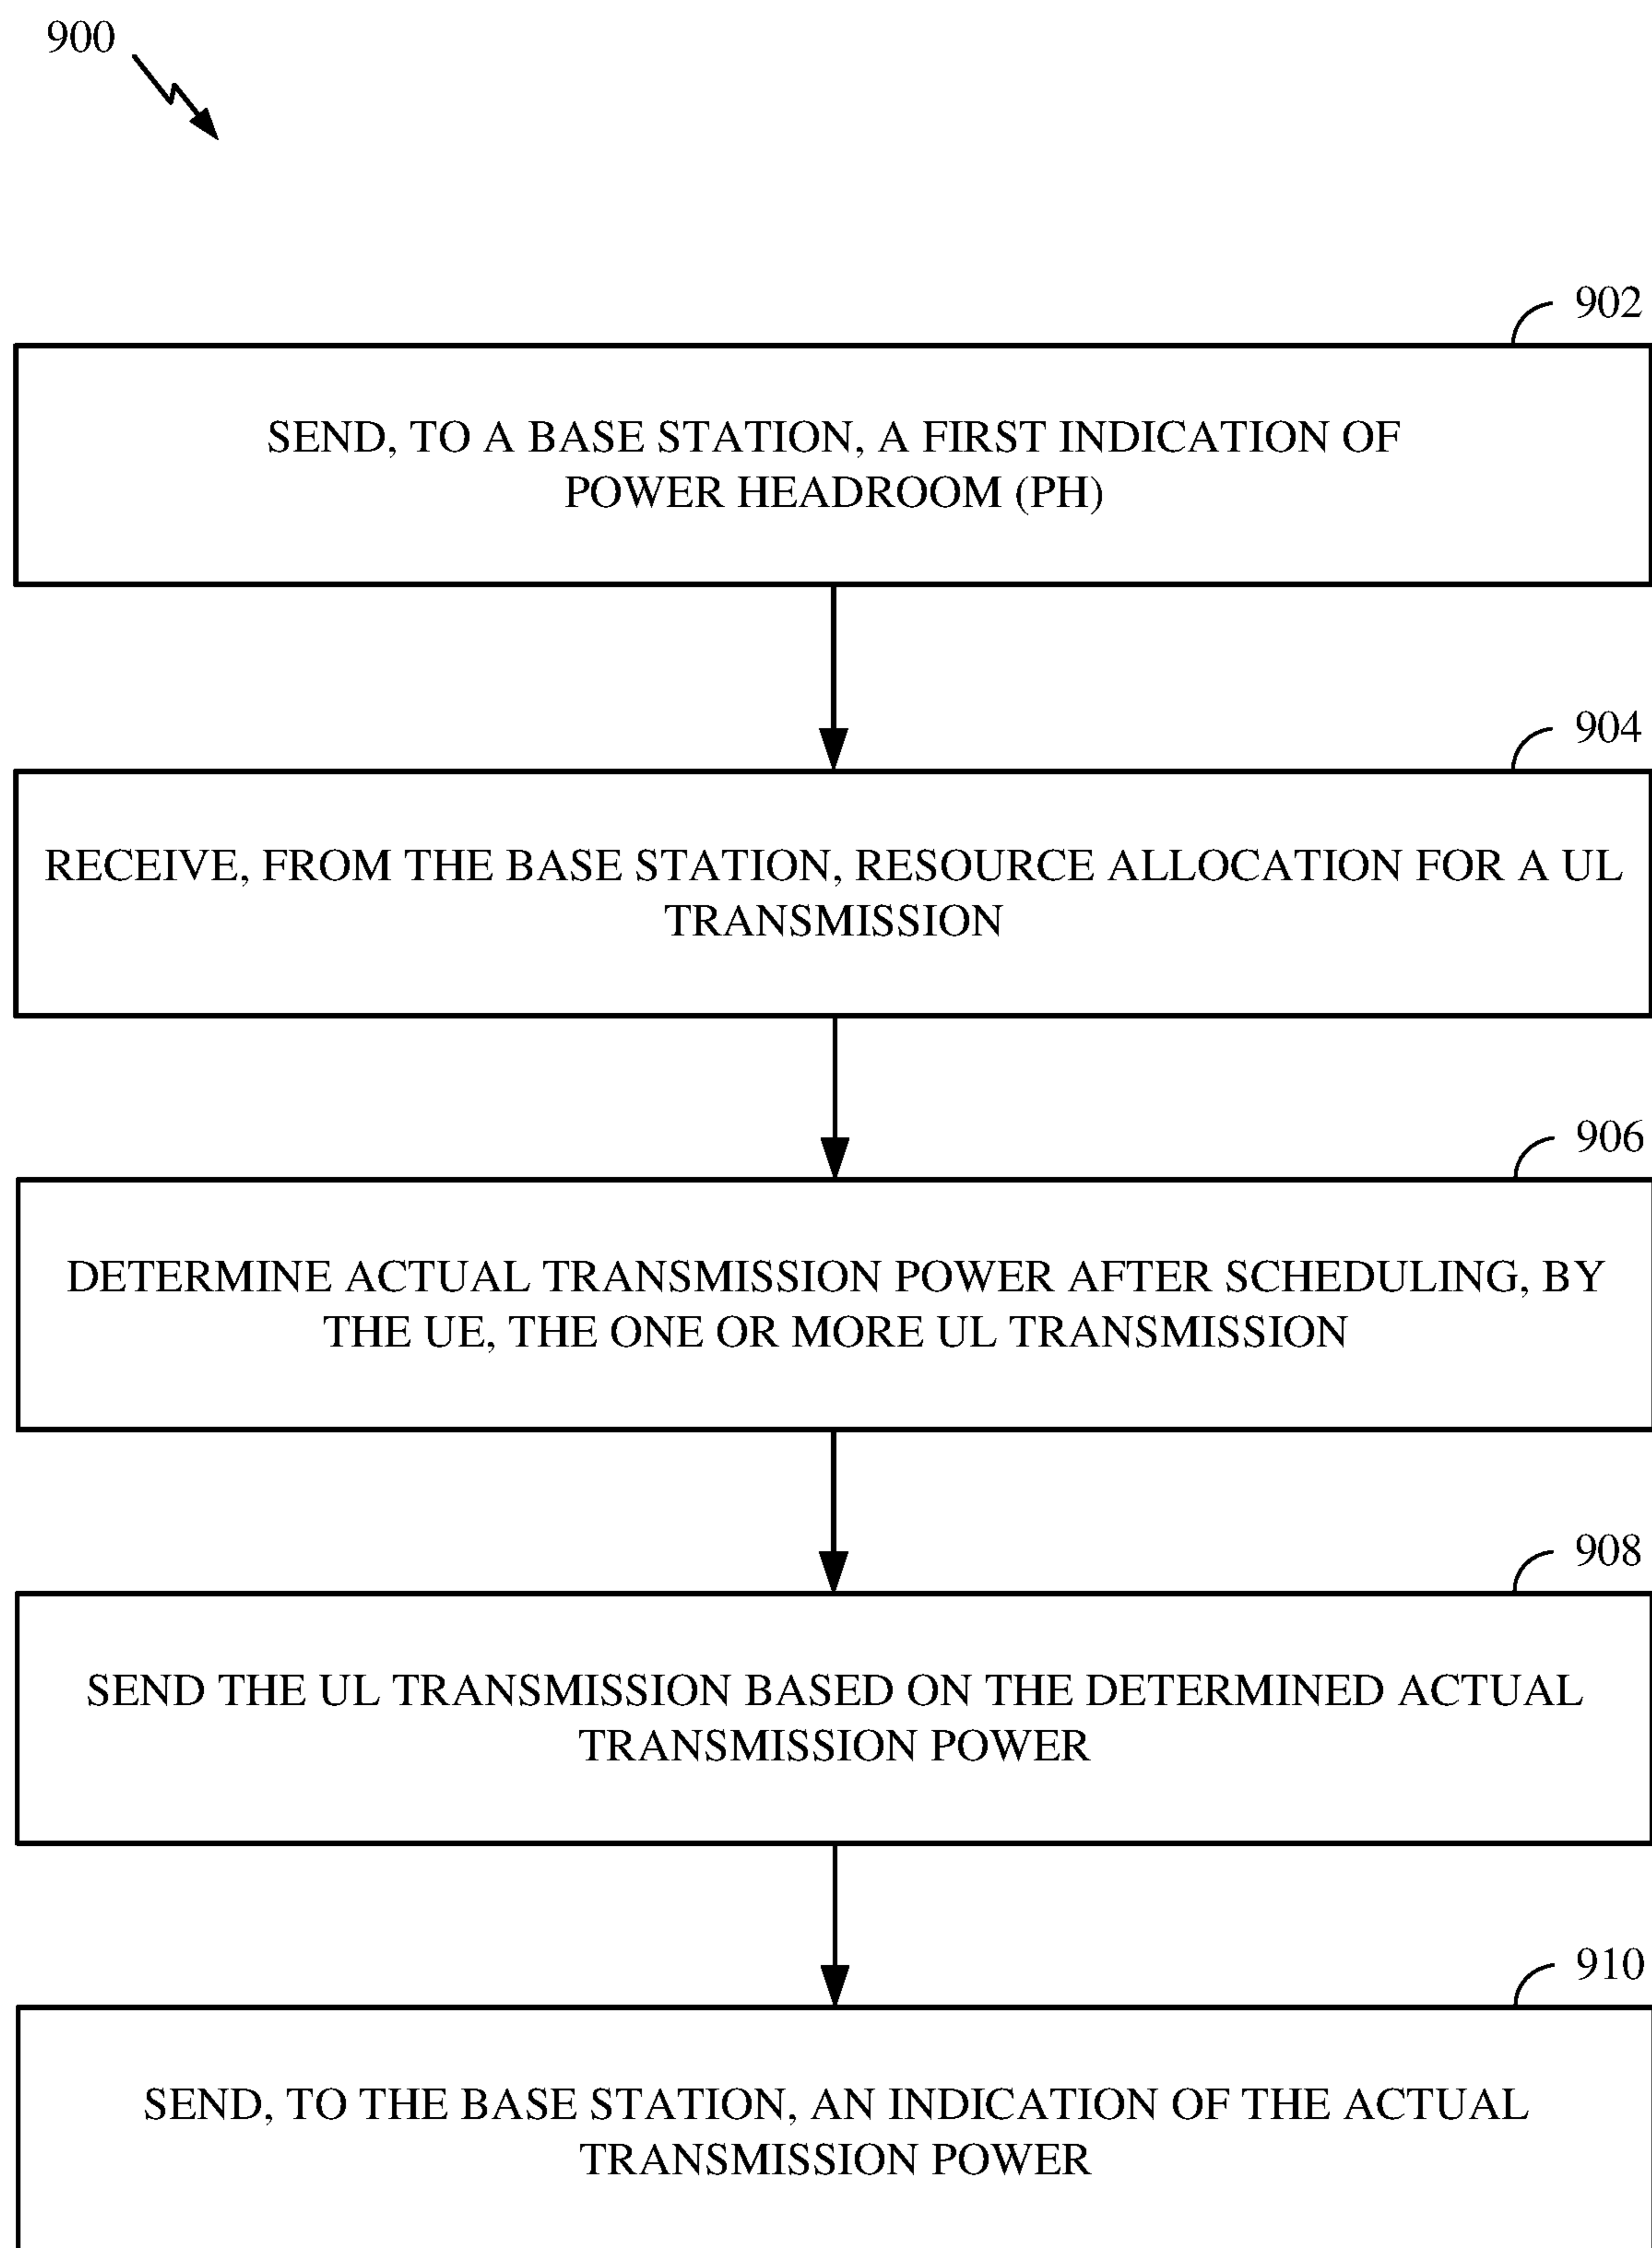 900
902
SEND, TO A BASE STATION, A FIRST INDICATION OF
POWER HEADROOM (PH)
904
RECEIVE, FROM THE BASE STATION, RESOURCE ALLOCATION FOR A UL
TRANSMISSION
906
DETERMINE ACTUAL TRANSMISSION POWER AFTER SCHEDULING, BY
THE UE, THE ONE OR MORE UL TRANSMISSION
908
SEND THE UL TRANSMISSION BASED ON THE DETERMINED ACTUAL
TRANSMISSION POWER
910
SEND, TO THE BASE STATION, AN INDICATION OF THE ACTUAL
TRANSMISSION POWER